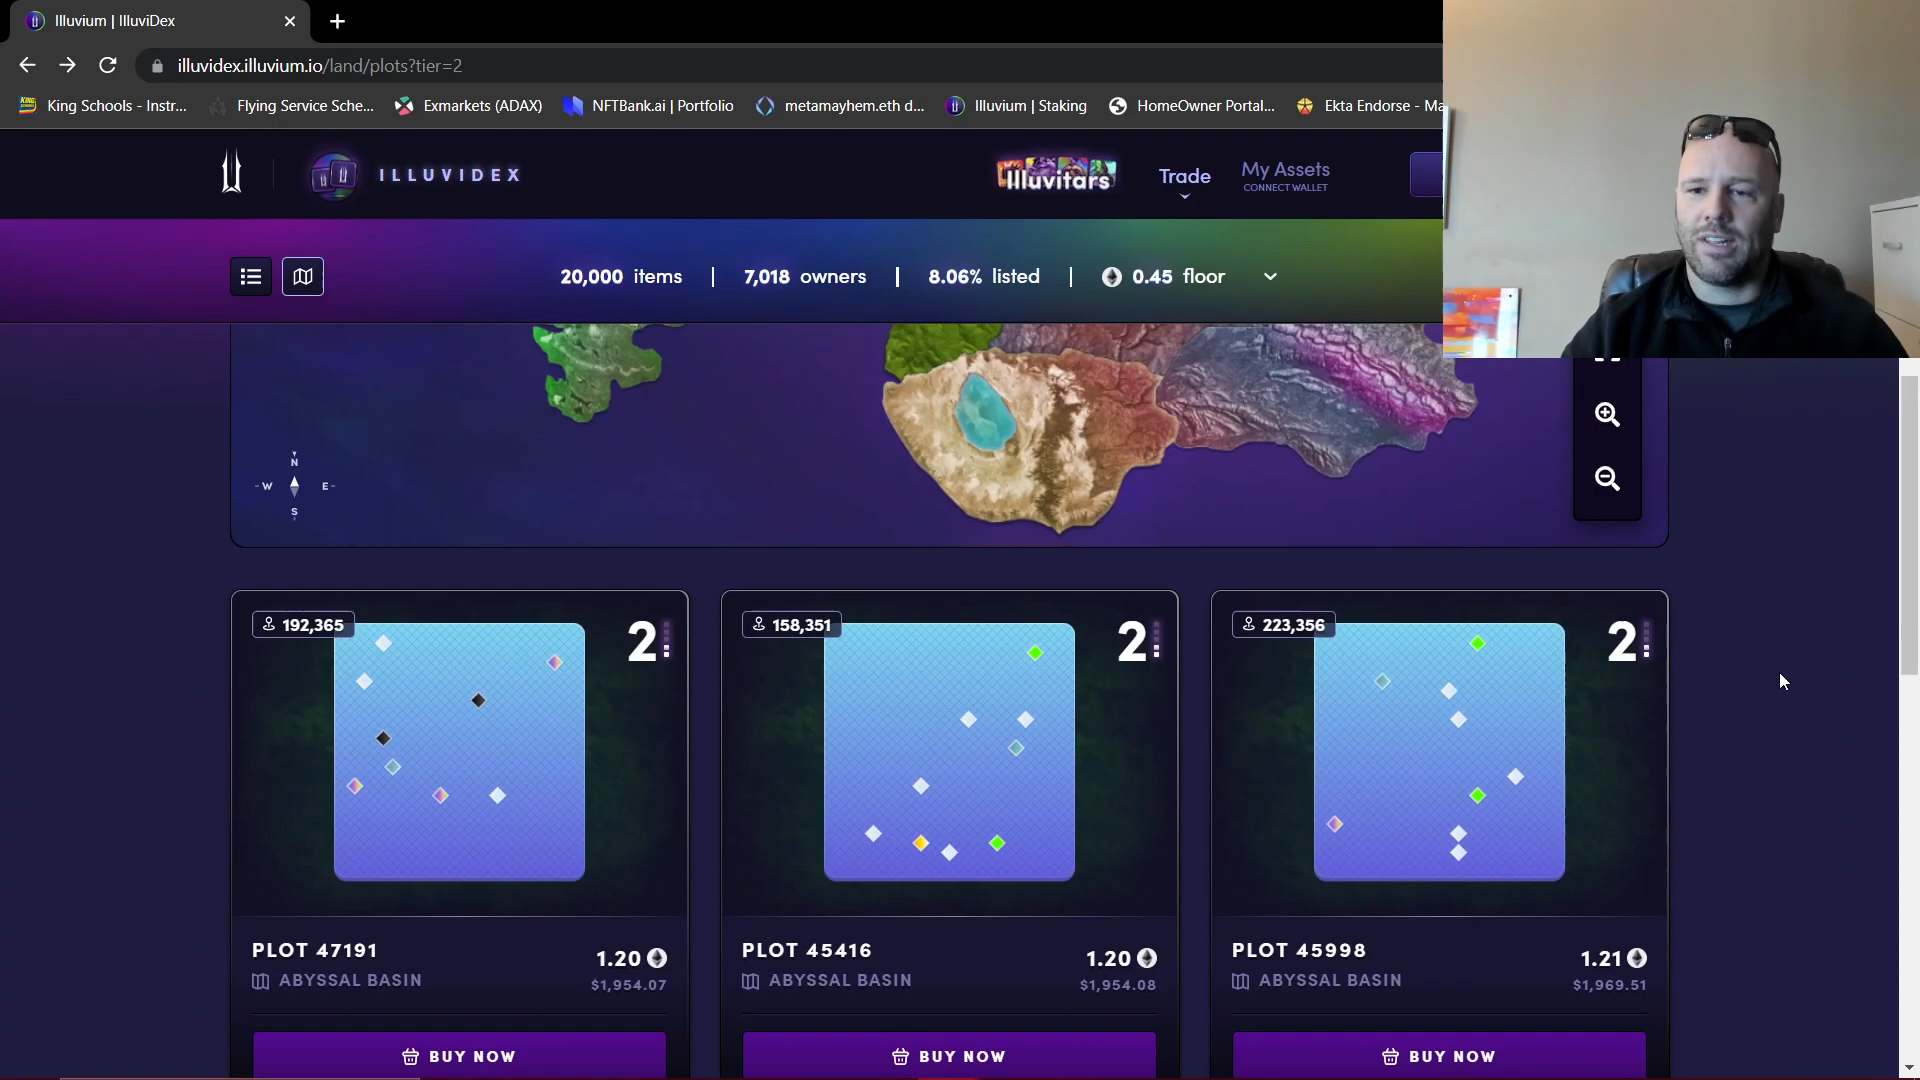 Illuvium | IlluviDex
illuvidex.illuvium.io/land/plots?tier=2
King Schools - Instr... Flying Service Sche... Exmarkets (ADAX) NFTBank.ai | Portfolio metamayhem.eth d... Illuvium | Staking HomeOwner Portal... Ekta Endorse - Ma
ILLUVIDEX Illuvitars Trade My Assets
CONNECT WALLET
20,000 items | 7,018 owners | 8.06% listed | 0.45 floor
N
W E
S
192,365 2
158,351 2
223,356 2
PLOT 47191 1.20
ABYSSAL BASIN $1,954.07
BUY NOW
PLOT 45416 1.20
ABYSSAL BASIN $1,954.08
BUY NOW
PLOT 45998 1.21
ABYSSAL BASIN $1,969.51
BUY NOW